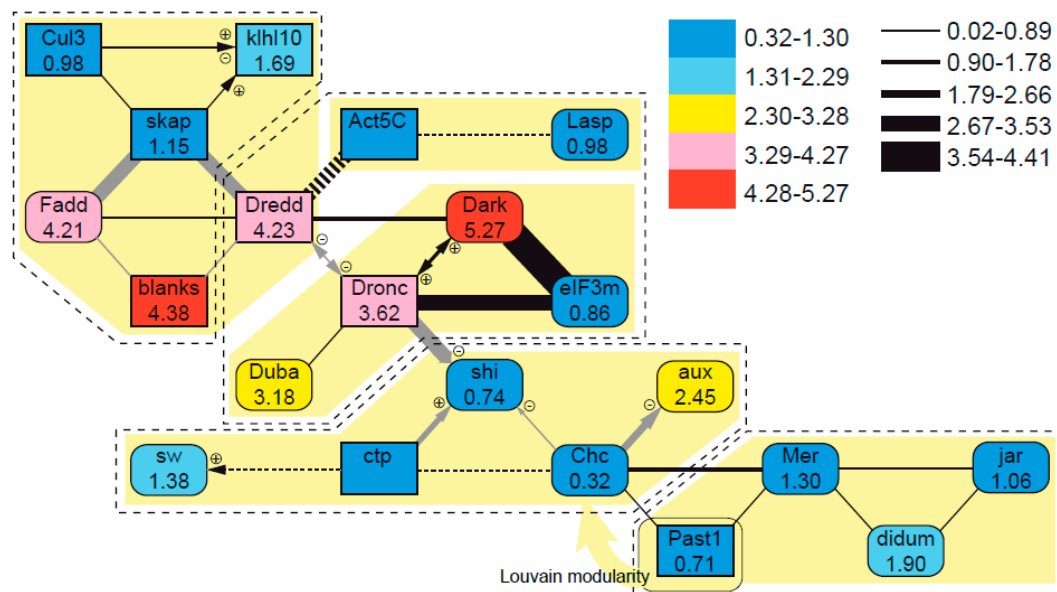 Cul3
0.98
klhl10
1.69
skap
1.15
Act5C
Lasp
0.98
Fadd
4.21
Dredd
4.23
Dark
5.27
blanks
4.38
Dronc
3.62
eIF3m
0.86
Duba
3.18
shi
0.74
aux
2.45
sw
1.38
ctp
Chc
0.32
Mer
1.30
jar
1.06
Past1
0.71
didum
1.90
Louvain modularity
0.32-1.30
1.31-2.29
2.30-3.28
3.29-4.27
4.28-5.27
0.02-0.89
0.90-1.78
1.79-2.66
2.67-3.53
3.54-4.41
⊕
⊖
⊕
⊖
⊖
⊕
⊕
⊖
⊕
⊖
⊖
⊕